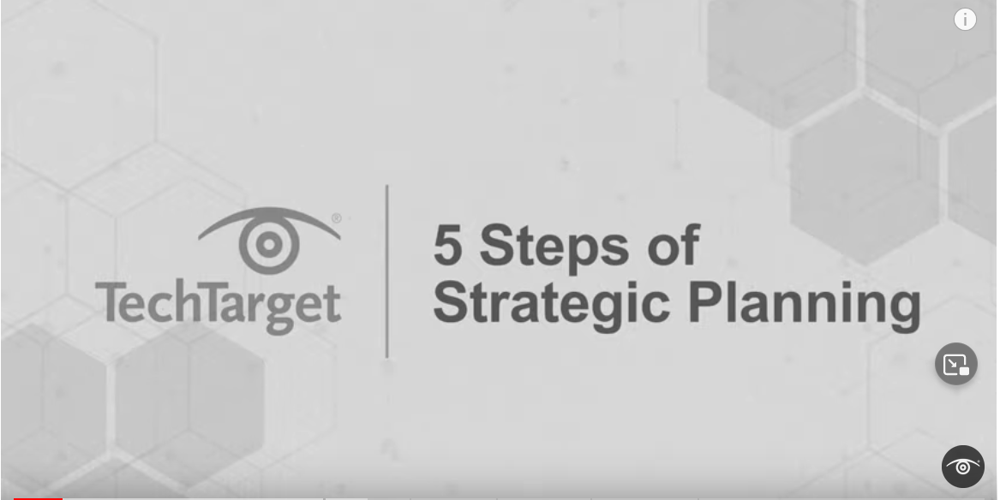 TechTarget®
5 Steps of
Strategic Planning